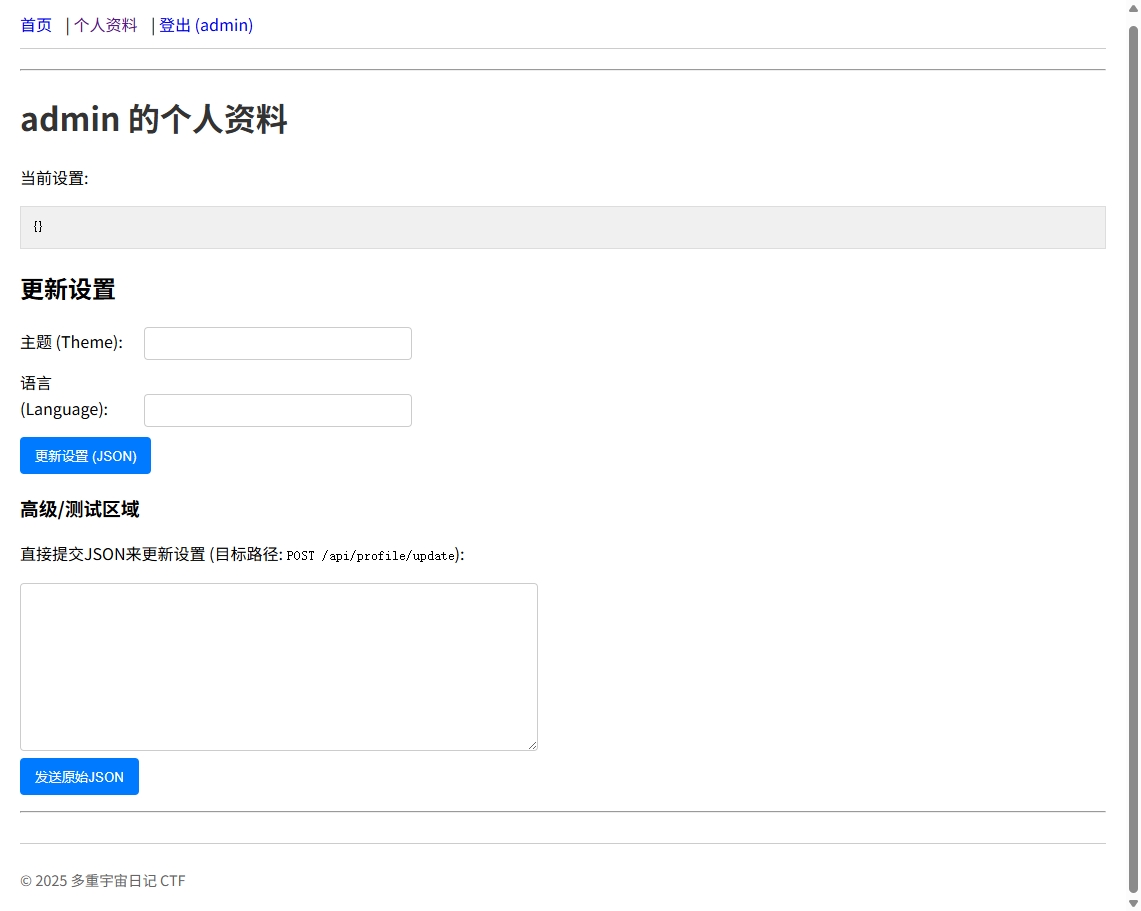 首页 | 个人资料 | 登出 (admin)
admin 的个人资料
当前设置:
{}
更新设置
主题 (Theme):
语言
(Language):
更新设置 (JSON)
高级/测试区域
直接提交JSON来更新设置 (目标路径: POST /api/profile/update):
发送原始JSON
© 2025 多重宇宙日记 CTF